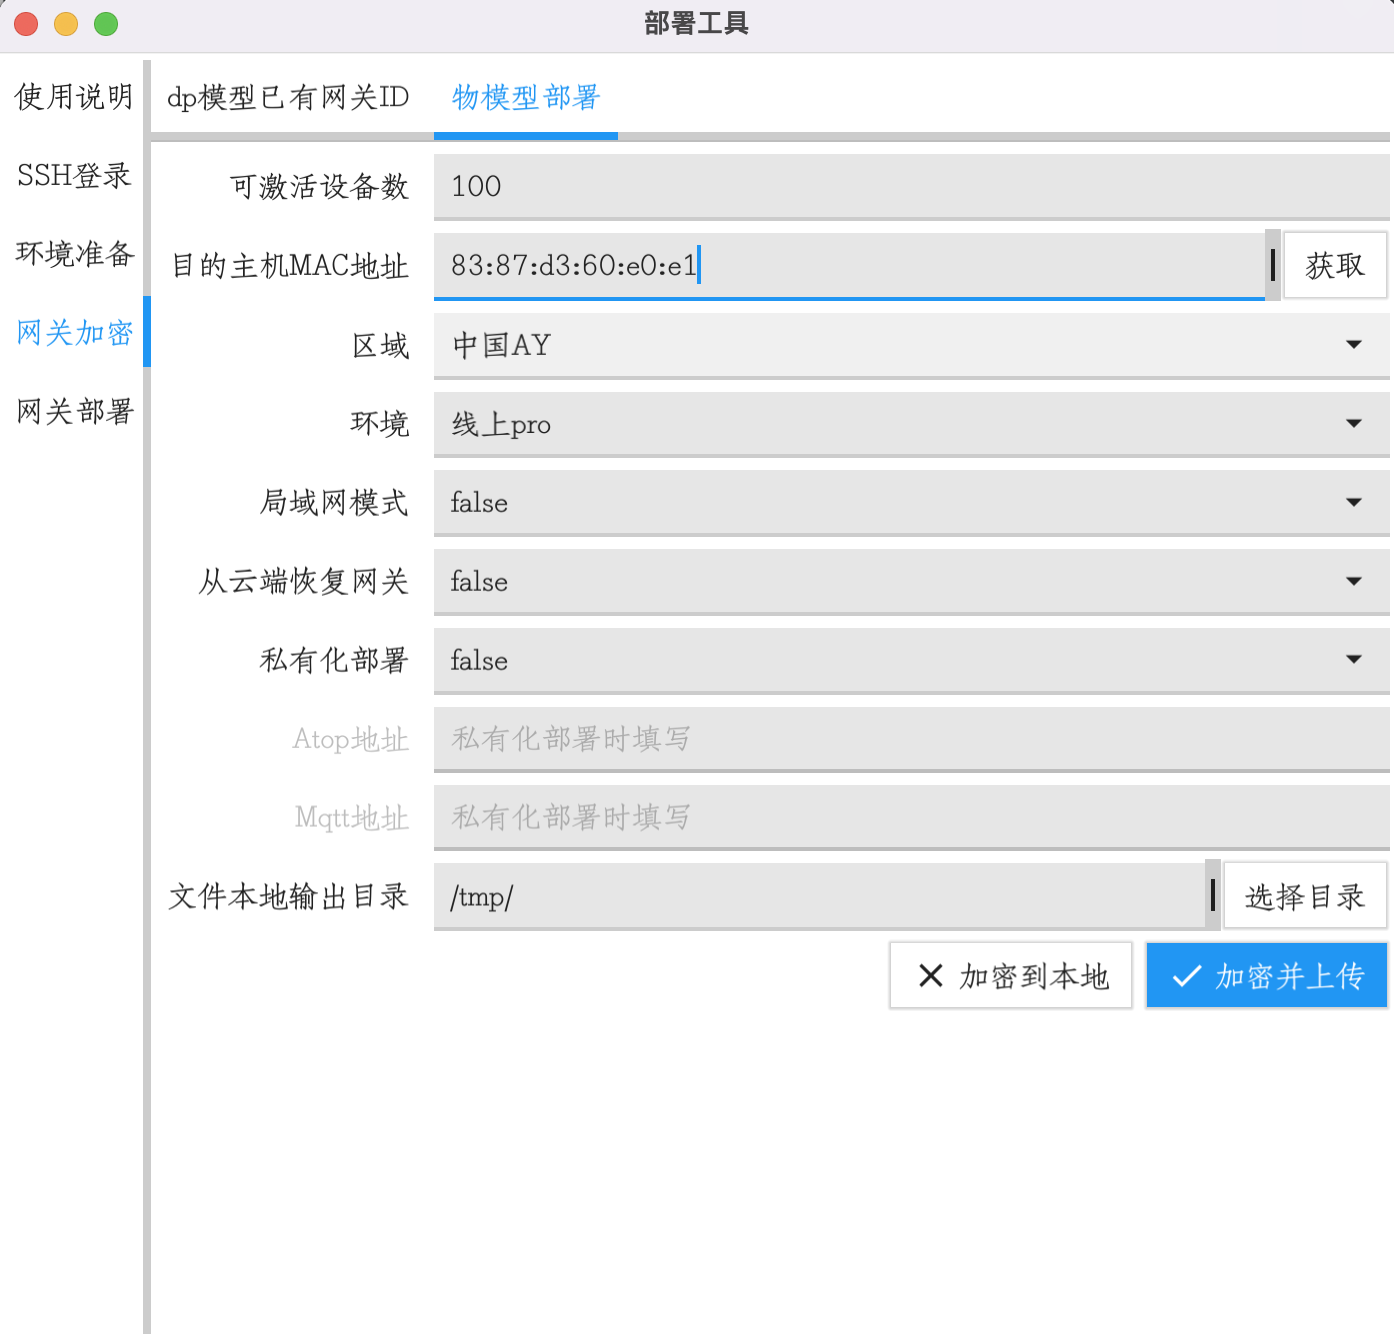 部署工具
使用说明
SSH登录
环境准备
网关加密
网关部署
dp模型已有网关ID
物模型部署
可激活设备数
100
目的主机MAC地址
83:87:d3:60:e0:e1
获取
区域
中国AY
环境
线上pro
局域网模式
false
从云端恢复网关
false
私有化部署
false
Atop地址
私有化部署时填写
Mqtt地址
私有化部署时填写
文件本地输出目录
/tmp/
选择目录
加密到本地
加密并上传